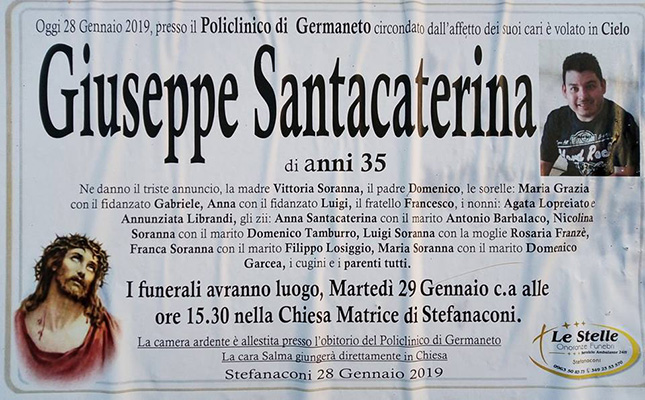 Oggi 28 Gennaio 2019, presso il Policlinico di Germaneto circondato dall'affetto dei suoi cari è volato in Cielo
Giuseppe Santacaterina
di anni 35
Ne danno il triste annuncio, la madre Vittoria Soranna, il padre Domenico, le sorelle: Maria Grazia
con il fidanzato Gabriele, Anna con il fidanzato Luigi, il fratello Francesco, i nonni: Agata Lopreiato e
Annunziata Librandi, gli zii: Anna Santacaterina con il marito Antonio Barbalaco, Nicolina
Soranna con il marito Domenico Tamburro, Luigi Soranna con la moglie Rosaria Franzè,
Franca Soranna con il marito Filippo Losiggio, Maria Soranna con il marito Domenico
Garcea, i cugini e i parenti tutti.
I funerali avranno luogo, Martedì 29 Gennaio c.a alle
ore 15.30 nella Chiesa Matrice di Stefanaconi.
La camera ardente è allestita presso l'obitorio del Policlinico di Germaneto
La cara Salma giungerà direttamente in Chiesa
Stefanaconi 28 Gennaio 2019
Le Stelle
Onoranze Funebri
Stefanaconi